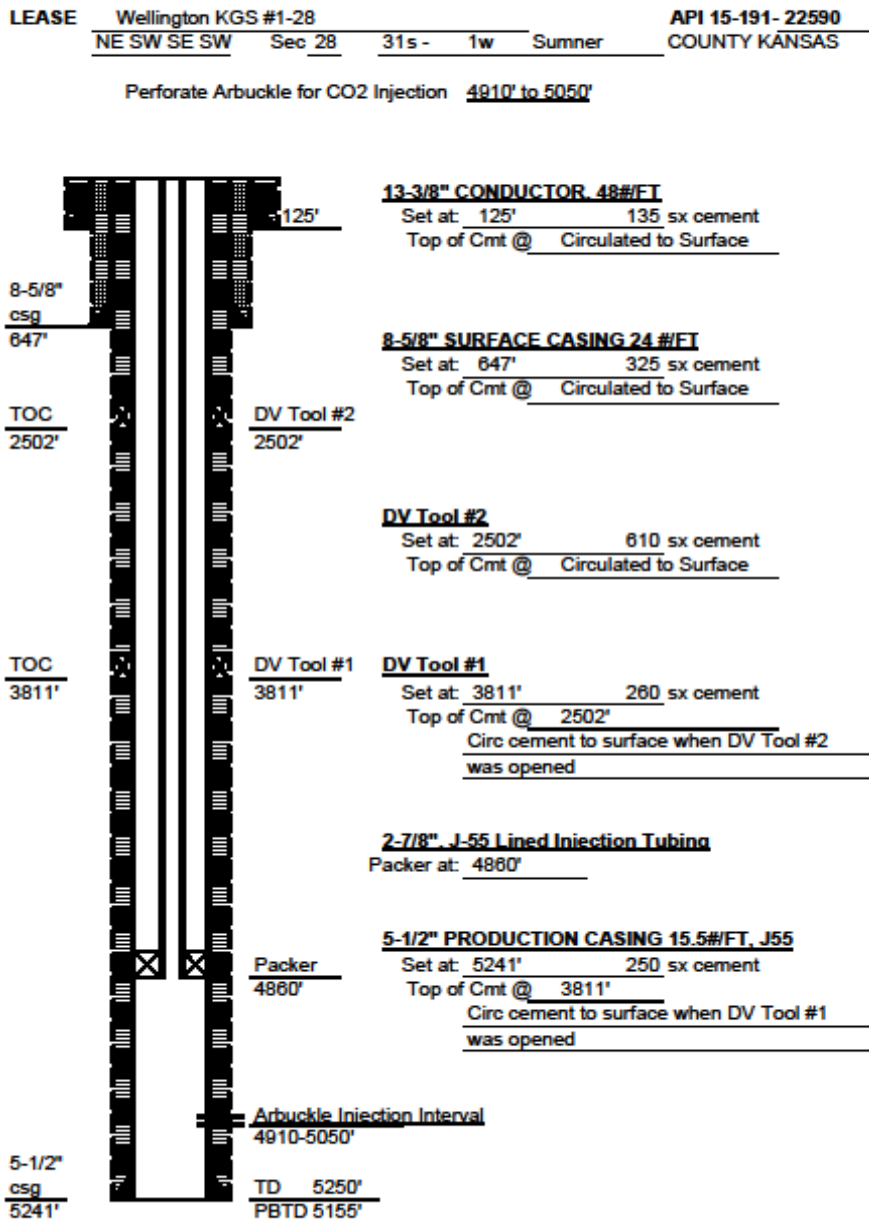 LEASE Wellington KGS #1-28 API 15-191- 22590
NE SW SE SW Sec 28 31s - 1w Sumner COUNTY KANSAS
Perforate Arbuckle for CO2 Injection 4910' to 5050'
125'
13-3/8" CONDUCTOR, 48#/FT
Set at: 125' 135 sx cement
Top of Cmt @ Circulated to Surface
8-5/8"
csg
647'
8-5/8" SURFACE CASING 24 #/FT
Set at: 647' 325 sx cement
Top of Cmt @ Circulated to Surface
TOC DV Tool #2
2502' 2502'
DV Tool #2
Set at: 2502' 610 sx cement
Top of Cmt @ Circulated to Surface
TOC DV Tool #1
3811' 3811'
DV Tool #1
Set at: 3811' 260 sx cement
Top of Cmt @ 2502'
Circ cement to surface when DV Tool #2
was opened
2-7/8", J-55 Lined Injection Tubing
Packer at: 4860'
Packer
4860'
5-1/2" PRODUCTION CASING 15.5#/FT, J55
Set at: 5241' 250 sx cement
Top of Cmt @ 3811'
Circ cement to surface when DV Tool #1
was opened
Arbuckle Injection Interval
4910-5050'
5-1/2"
csg
5241'
TD 5250'
PBTD 5155'